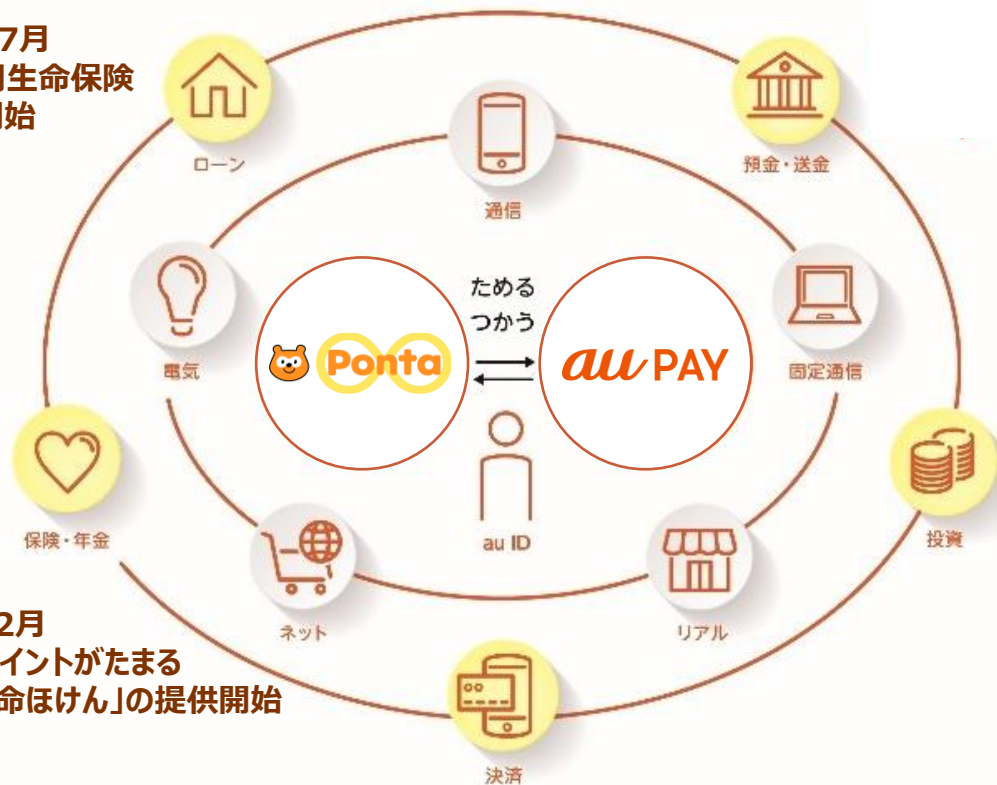 7月
生命保険
ローン
預金・送金
通信
ためる
つかう
電気
Ponta
au PAY
固定通信
保険・年金
au ID
投資
ネット
リアル
2月
イントがたまる
命ほけん」の提供開始
決済